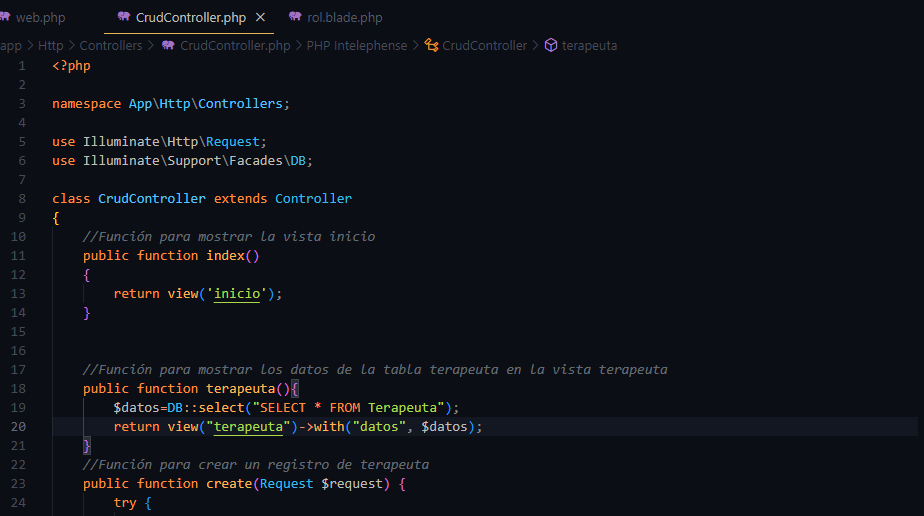 web.php CrudController.php × rol.blade.php
app > Http > Controllers > CrudController.php > PHP Intelephense > CrudController > terapeuta
1 <?php
2
3 namespace App\Http\Controllers;
4
5 use Illuminate\Http\Request;
6 use Illuminate\Support\Facades\DB;
7
8 class CrudController extends Controller
9 {
10 //Función para mostrar la vista inicio
11 public function index()
12 {
13 return view('inicio');
14 }
15
16
17 //Función para mostrar los datos de la tabla terapeuta en la vista terapeuta
18 public function terapeuta(){
19 $datos=DB::select("SELECT * FROM Terapeuta");
20 return view("terapeuta")->with("datos", $datos);
21 }
22 //Función para crear un registro de terapeuta
23 public function create(Request $request) {
24 try {